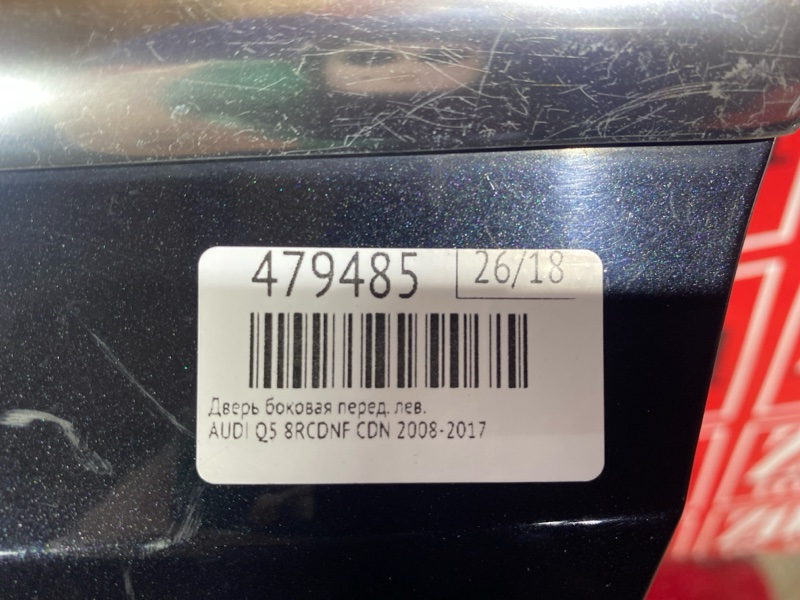 479485 26/18
Дверь боковая перед. лев.
AUDI Q5 8RCDNF CDN 2008-2017